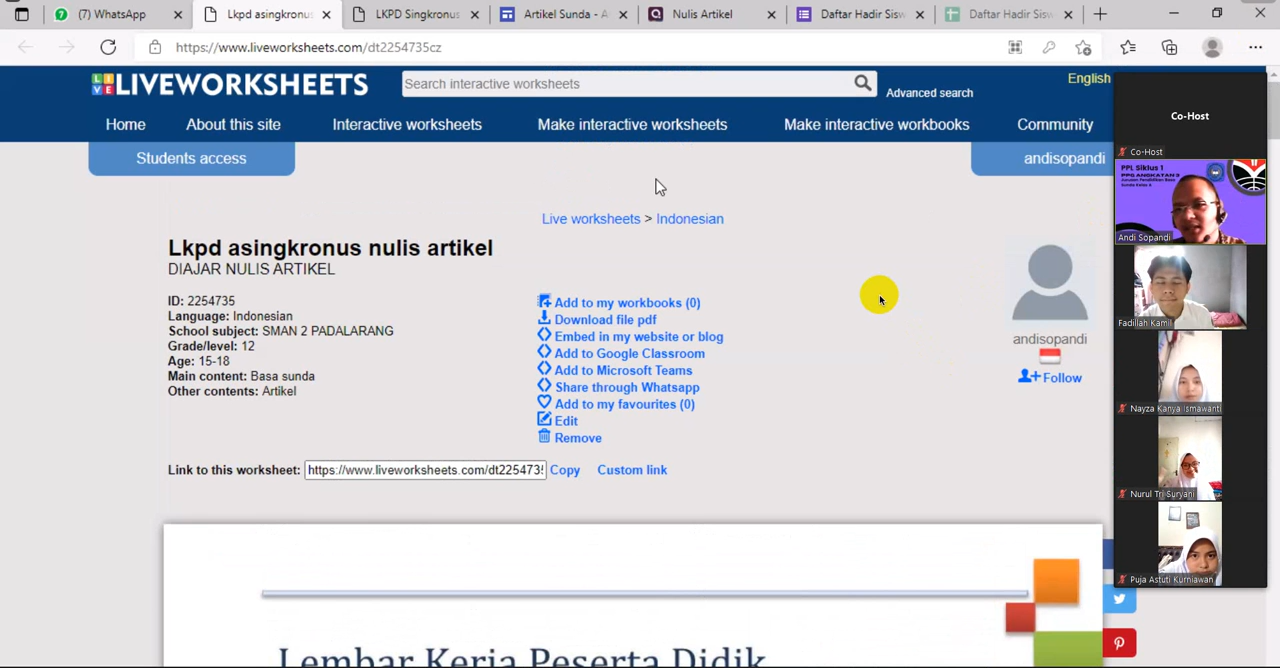 (7) WhatsApp
Lkpd asingkronus
LKPD Singkronus
Artikel Sunda - A
Nulis Artikel
Daftar Hadir Sisw
Daftar Hadir Sisw
https://www.liveworksheets.com/dt2254735cz
LIVEWORKSHEETS
Search interactive worksheets
Advanced search
English
Home
About this site
Interactive worksheets
Make interactive worksheets
Make interactive workbooks
Community
Students access
andisopandi
Live worksheets > Indonesian
Lkpd asingkronus nulis artikel
DIAJAR NULIS ARTIKEL
ID: 2254735
Language: Indonesian
School subject: SMAN 2 PADALARANG
Grade/level: 12
Age: 15-18
Main content: Basa sunda
Other contents: Artikel
Add to my workbooks (0)
Download file pdf
Embed in my website or blog
Add to Google Classroom
Add to Microsoft Teams
Share through Whatsapp
Add to my favourites (0)
Edit
Remove
andisopandi
Follow
Link to this worksheet: https://www.liveworksheets.com/dt225473
Copy
Custom link
Lembar Kerja Peserta Didik
Co-Host
Co-Host
PPL Siklus 1
PPG ANGKATAN 3
Andi Sopandi
Fadillah Kamil
Nayza Kanya Ismawanti
Nurul Tri Suryani
Puja Astuti Kurniawan